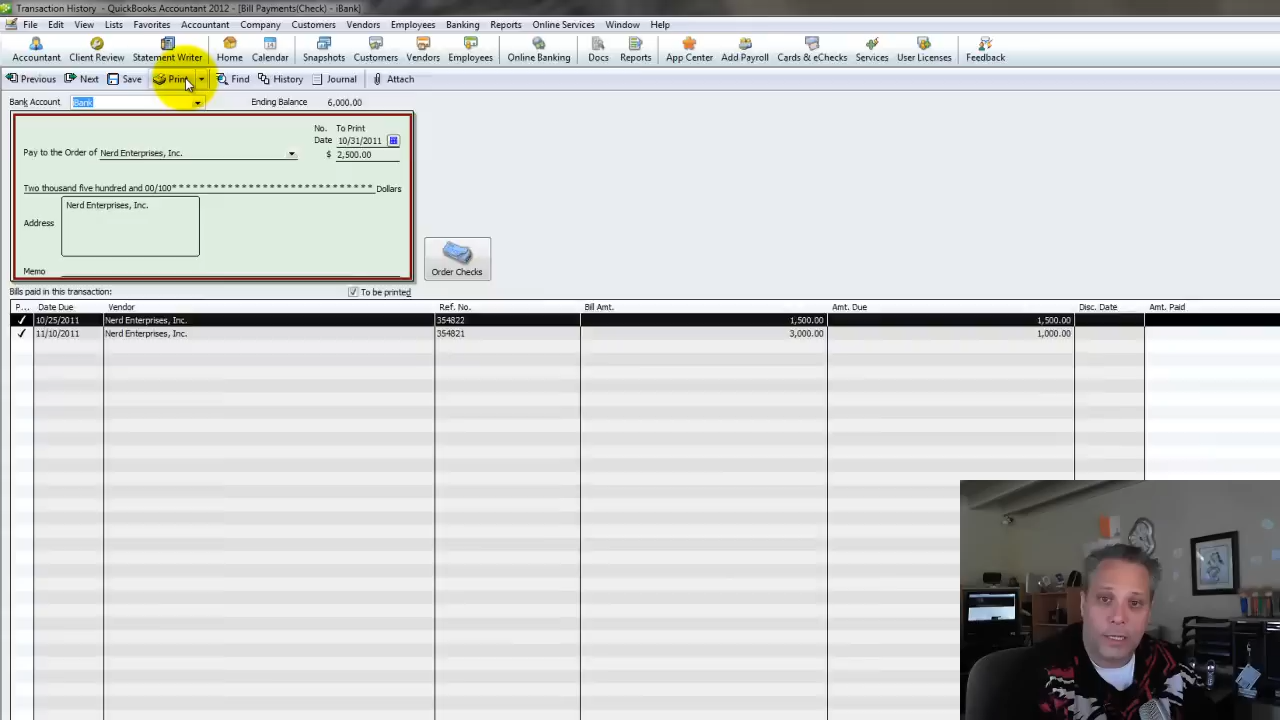 Transaction History - QuickBooks Accountant 2012 - [Bill Payments(Check) - iBank]
File Edit View Lists Favorites Accountant Company Customers Vendors Employees Banking Reports Online Services Window Help
Accountant Client Review Statement Writer Home Calendar Snapshots Customers Vendors Employees Online Banking Docs Reports App Center Add Payroll Cards & eChecks Services User Licenses Feedback
Previous Next Save Print Find History Journal Attach
Bank Account Bank Ending Balance 6,000.00
No. To Print
Date 10/31/2011
Pay to the Order of Nerd Enterprises, Inc. $ 2,500.00
Two thousand five hundred and 00/100* * * * * * * * * * * * * * * * * * * * * * * * * * * * * Dollars
Nerd Enterprises, Inc.
Address
Order Checks
Memo
Bills paid in this transaction: To be printed
P... Date Due Vendor Ref. No. Bill Amt. Amt. Due Disc. Date Amt. Paid
10/25/2011 Nerd Enterprises, Inc. 354822 1,500.00 1,500.00
11/10/2011 Nerd Enterprises, Inc. 354821 3,000.00 1,000.00